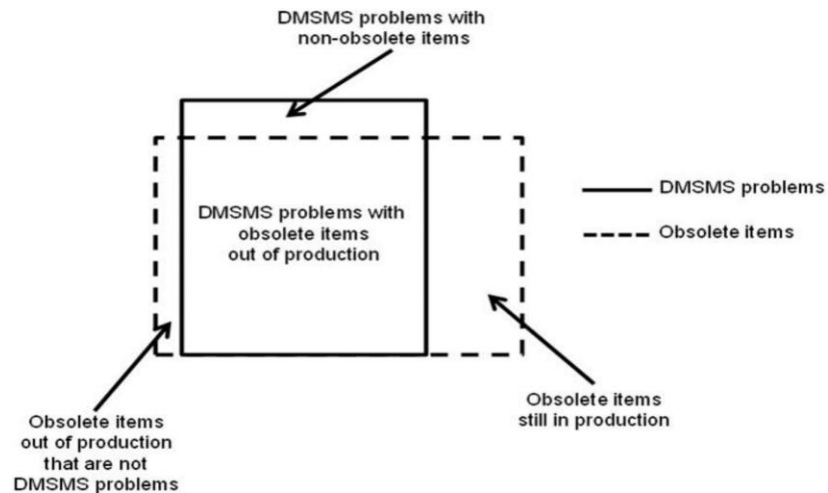 DMSMS problems with
non-obsolete items
DMSMS problems with
obsolete items
out of production
DMSMS problems
Obsolete items
Obsolete items
still in production
Obsolete items
out of production
that are not
DMSMS problems